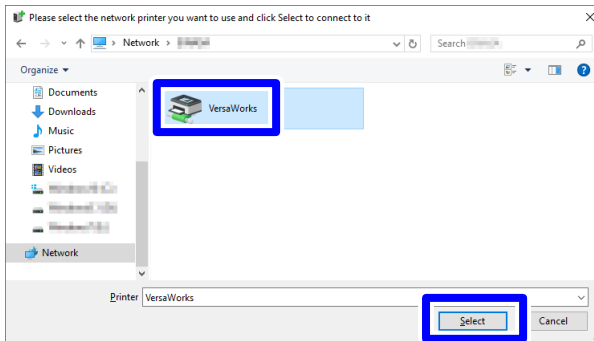 Please select the network printer you want to use and click Select to connect to it
Network
Search
Organize
Documents
Downloads
Music
Pictures
Videos
Network
VersaWorks
Printer VersaWorks
Select Cancel